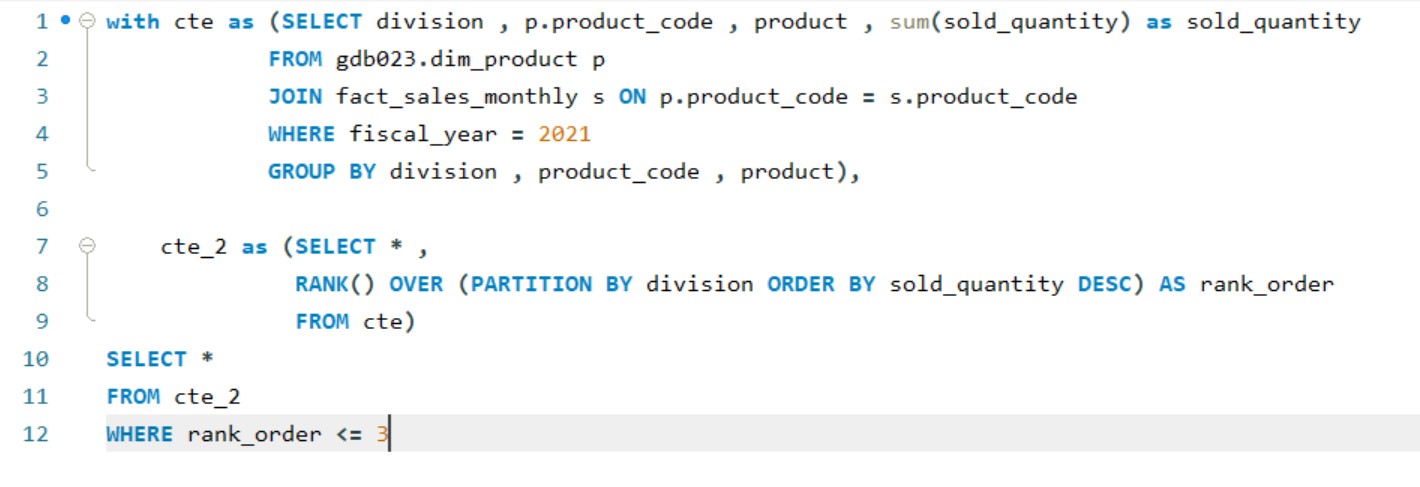 1 with cte as (SELECT division , p.product_code , product , sum(sold_quantity) as sold_quantity
2 FROM gdb023.dim_product p
3 JOIN fact_sales_monthly s ON p.product_code = s.product_code
4 WHERE fiscal_year = 2021
5 GROUP BY division , product_code , product),
6
7 cte_2 as (SELECT * ,
8 RANK() OVER (PARTITION BY division ORDER BY sold_quantity DESC) AS rank_order
9 FROM cte)
10 SELECT *
11 FROM cte_2
12 WHERE rank_order <= 3